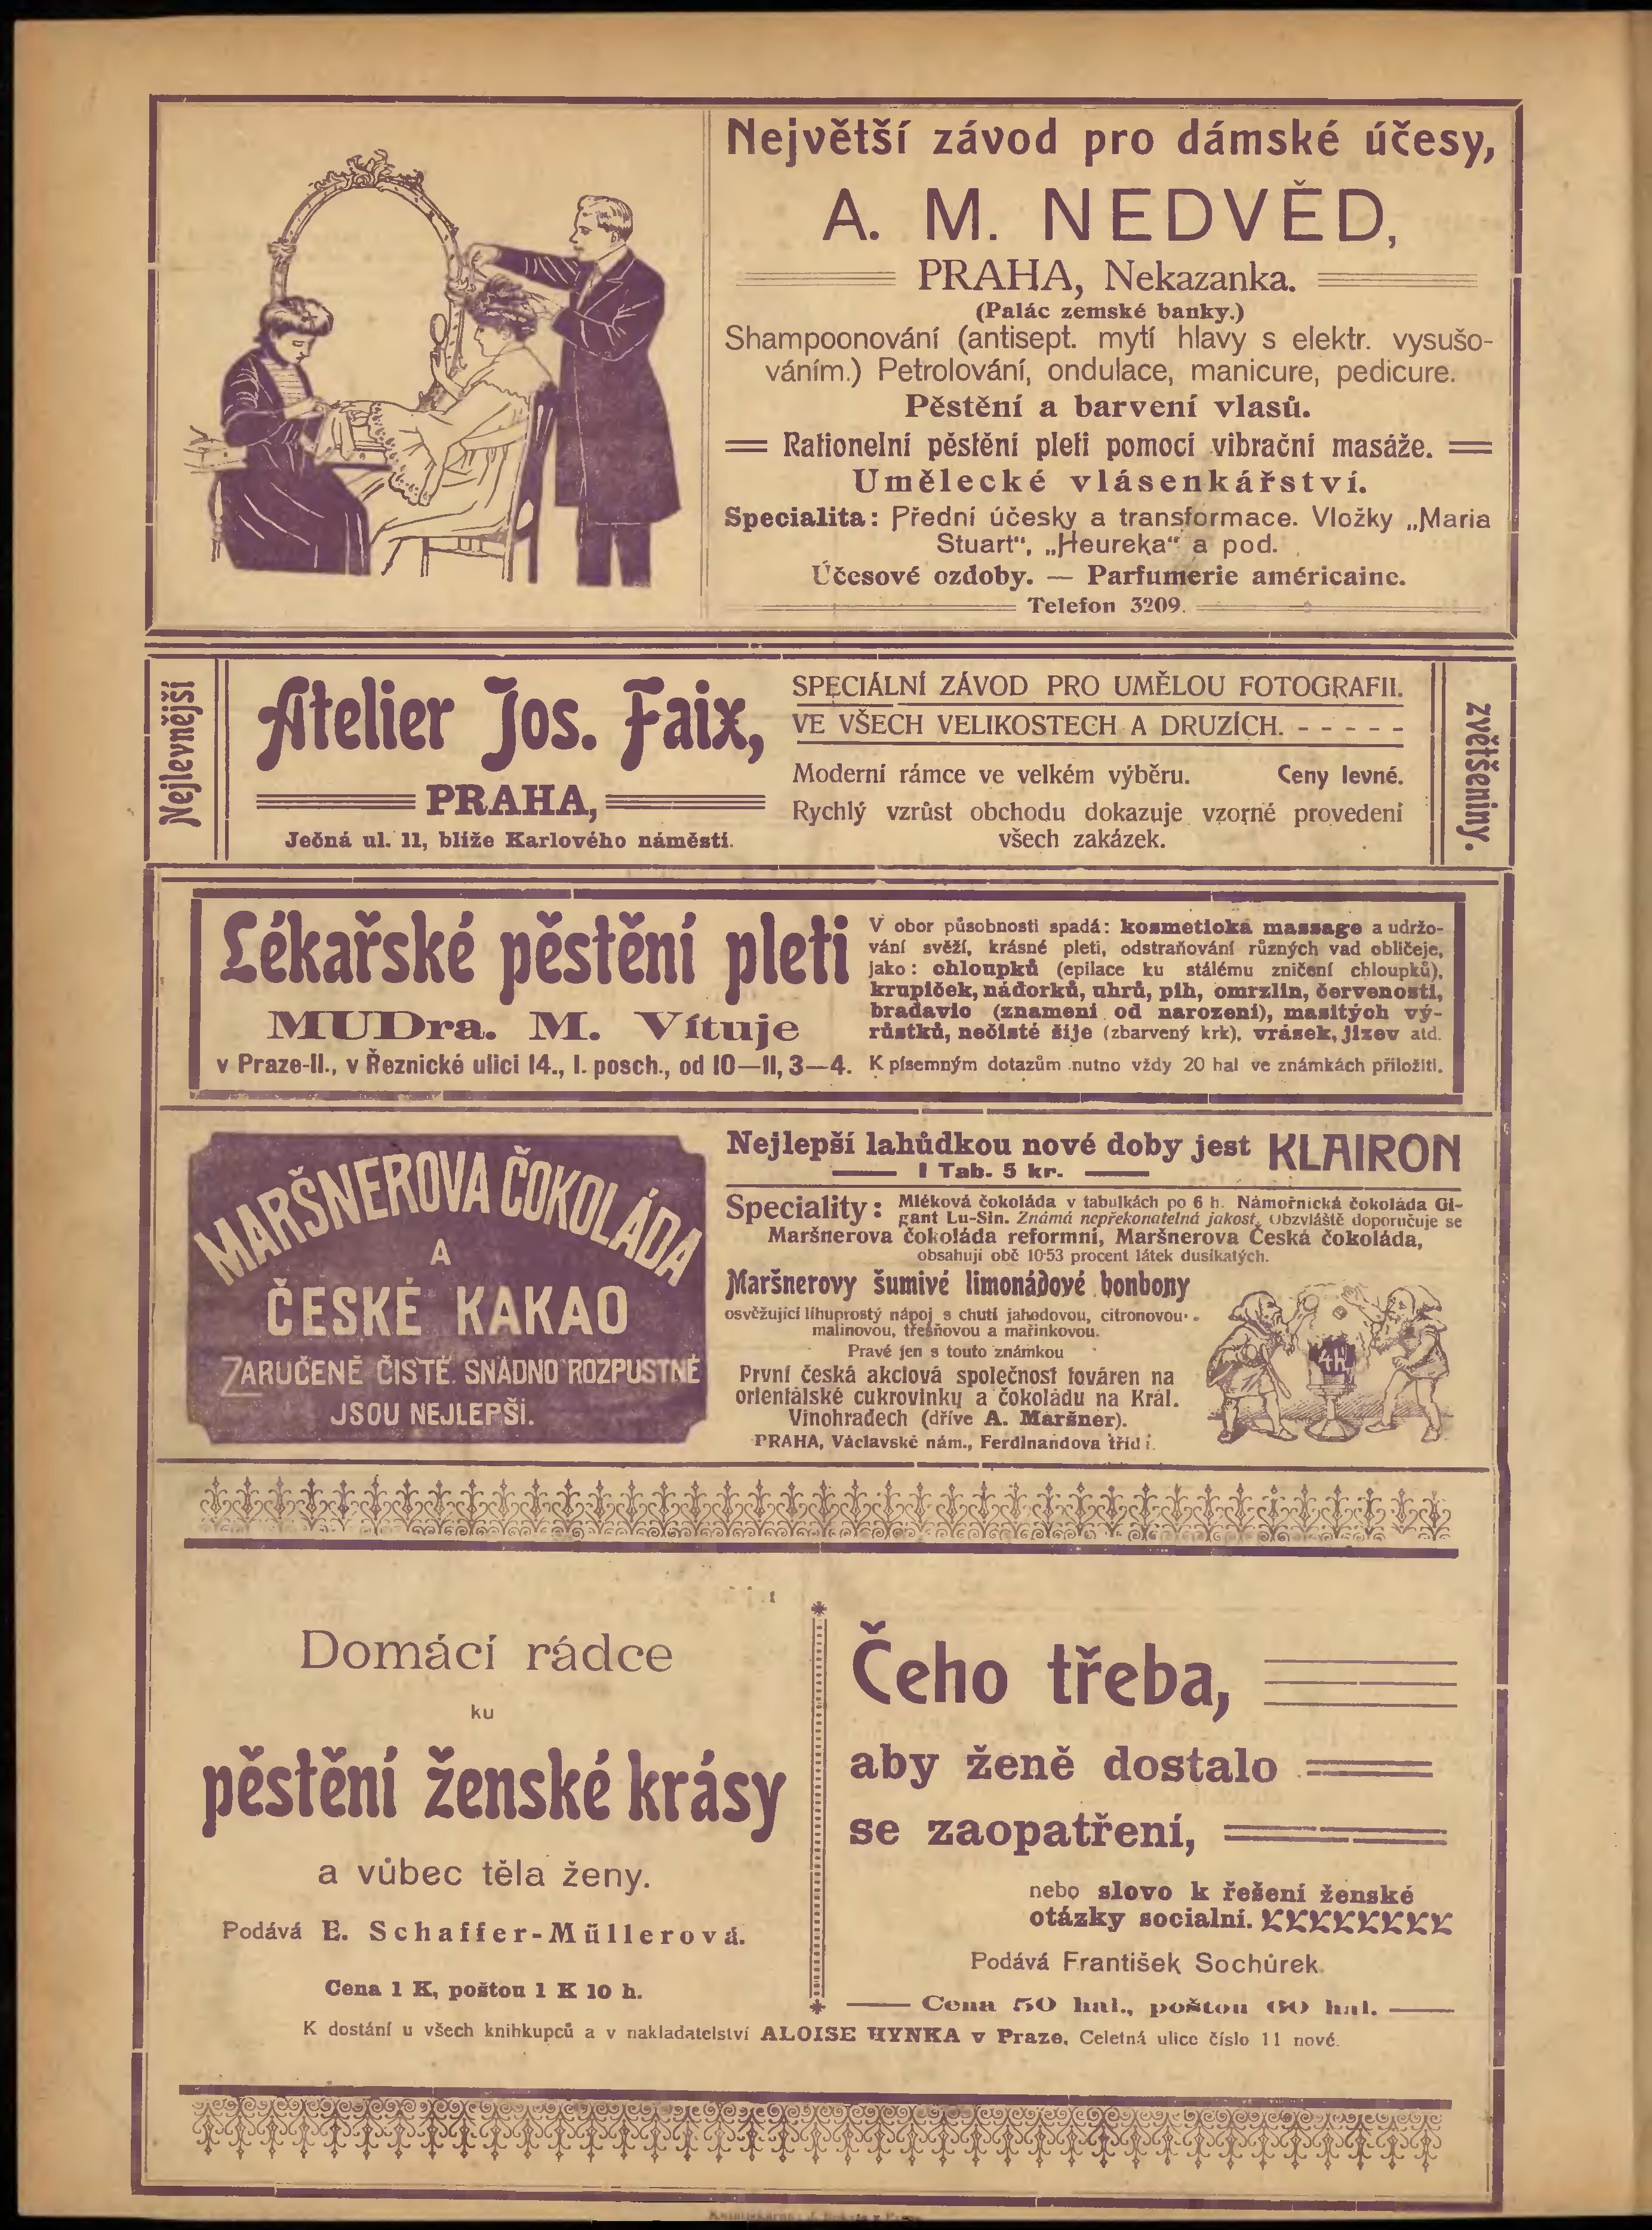 Největší závod pro dámské účesy,
A. M. NEDVĚD,
PRAHA, Nekazanka.
(Palác zemské banky.)
Shampoonování (antisept. mytí hlavy s elektr. vysušo-
váním.) Petrolování, ondulace, manicure, pedicure.
Pěstění a barvení vlasů.
Rationelní pěstění pleti pomocí vibrační masáže.
Umělecké vlásenkářství.
Specialita: Přední účesky a transformace. Vložky „Maria
Stuart“, „Heureka“ a pod.
Účesové ozdoby. — Parfumerie américaine.
Telefon 3209.
Nejlevnější
Atelier Jos. Faix,
PRAHA,
Ječná ul. 11, blíže Karlového náměstí.
SPECIÁLNÍ ZÁVOD PRO UMĚLOU FOTOGRAFII.
VE VŠECH VELIKOSTECH A DRUZÍCH. - - - - -
Moderní rámce ve velkém výběru. Ceny levné.
Rychlý vzrůst obchodu dokazuje vzorné provedení
všech zakázek.
zvětšeniny.
Lékařské pěstění pleti
MUDra. M. Vítuje
v Praze-II., v Řeznické ulici 14., I. posch., od 10—11, 3—4.
V obor působnosti spadá: kosmetická massage a udržo-
vání svěží, krásné pleti, odstraňování různých vad obličeje,
jako: chloupků (epilace ku stálému zničení chloupků),
krupiček, nádorků, uhrů, pih, omrzlin, červenosti,
bradavic (znamení od narození), masitých vý-
růstků, nečisté šije (zbarvený krk), vrásek, jizev atd.
K písemným dotazům nutno vždy 20 hal ve známkách přiložiti.
MARŠNEROVA ČOKOLÁDA
A
ČESKÉ KAKAO
ZARUČENĚ ČISTÉ. SNADNO ROZPUSTNÉ
JSOU NEJLEPŠÍ.
Nejlepší lahůdkou nové doby jest KLAIRON
1 Tab. 5 kr.
Speciality: Mléková čokoláda v tabulkách po 6 h. Námořnická čokoláda Gi-
gant Lu-Sin. Známá nepřekonatelná jakost. Obzvláště doporučuje se
Maršnerova čokoláda reformní, Maršnerova Česká čokoláda,
obsahují obě 10·53 procent látek dusíkatých.
Maršnerovy šumivé limonádové bonbony
osvěžující lihuprostý nápoj s chutí jahodovou, citronovou
malinovou, třešňovou a mařinkovou.
Pravé jen s touto známkou
První česká akciová společnost továren na
orientálské cukrovinky a čokoládu na Král.
Vinohradech (dříve A. Maršner).
PRAHA, Václavské nám., Ferdinandova tříd i.
4h
Domácí rádce
ku
pěstění ženské krásy
a vůbec těla ženy.
Podává E. Schaffer-Müllerová.
Cena 1 K, poštou 1 K 10 h.
Čeho třeba,
aby ženě dostalo
se zaopatření,
nebo slovo k řešení ženské
otázky socialní.
Podává František Sochůrek
Cena 50 hal., poštou 60 hal.
K dostání u všech knihkupců a v nakladatelství ALOISE HYNKA v Praze, Celetná ulice číslo 11 nové.